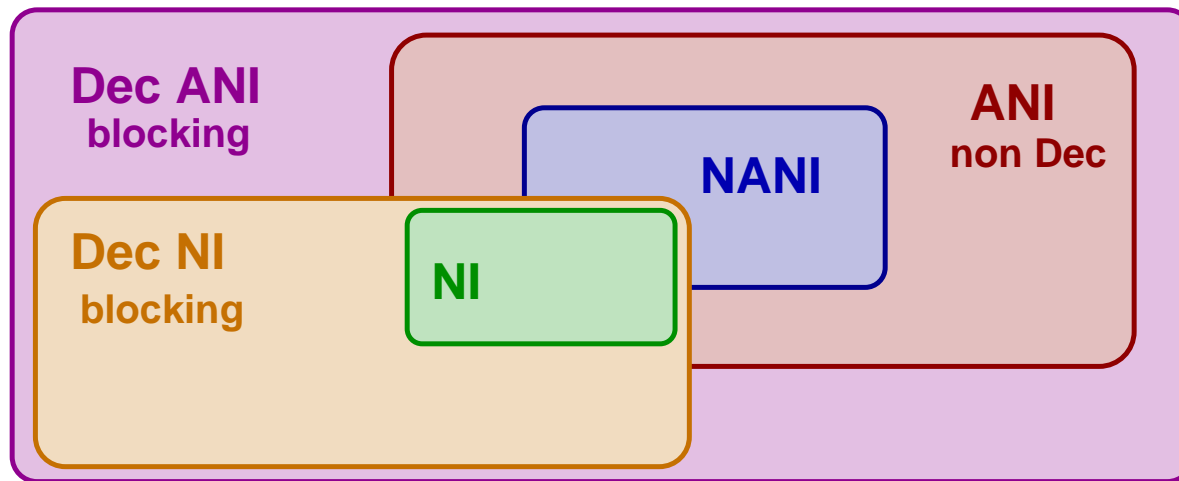 Dec ANI
blocking
ANI
non Dec
NANI
Dec NI
blocking
NI